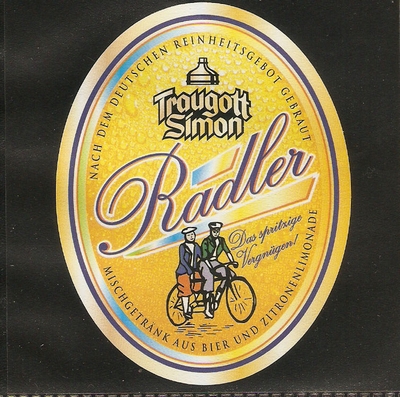 NACH DEM DEUTSCHEN REINHEITSGEBOT GEBRAUT
Traugott
Simon
Radler
Das spritzige
Vergnügen!
MISCHGETRÄNK AUS BIER UND ZITRONENLIMONADE